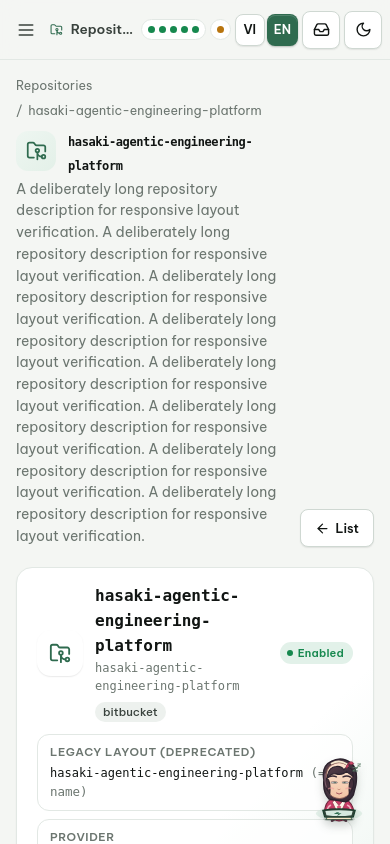 Reposit...
VI
EN
Repositories
/ hasaki-agentic-engineering-platform
hasaki-agentic-engineering-
platform
A deliberately long repository
description for responsive layout
verification. A deliberately long
repository description for responsive
layout verification. A deliberately long
repository description for responsive
layout verification. A deliberately long
repository description for responsive
layout verification. A deliberately long
repository description for responsive
layout verification. A deliberately long
repository description for responsive
layout verification. A deliberately long
repository description for responsive
layout verification. A deliberately long
repository description for responsive
layout verification.
← List
hasaki-agentic-
engineering-
platform
Enabled
hasaki-agentic-
engineering-platform
bitbucket
LEGACY LAYOUT (DEPRECATED)
hasaki-agentic-engineering-platform (=
name)
PROVIDER